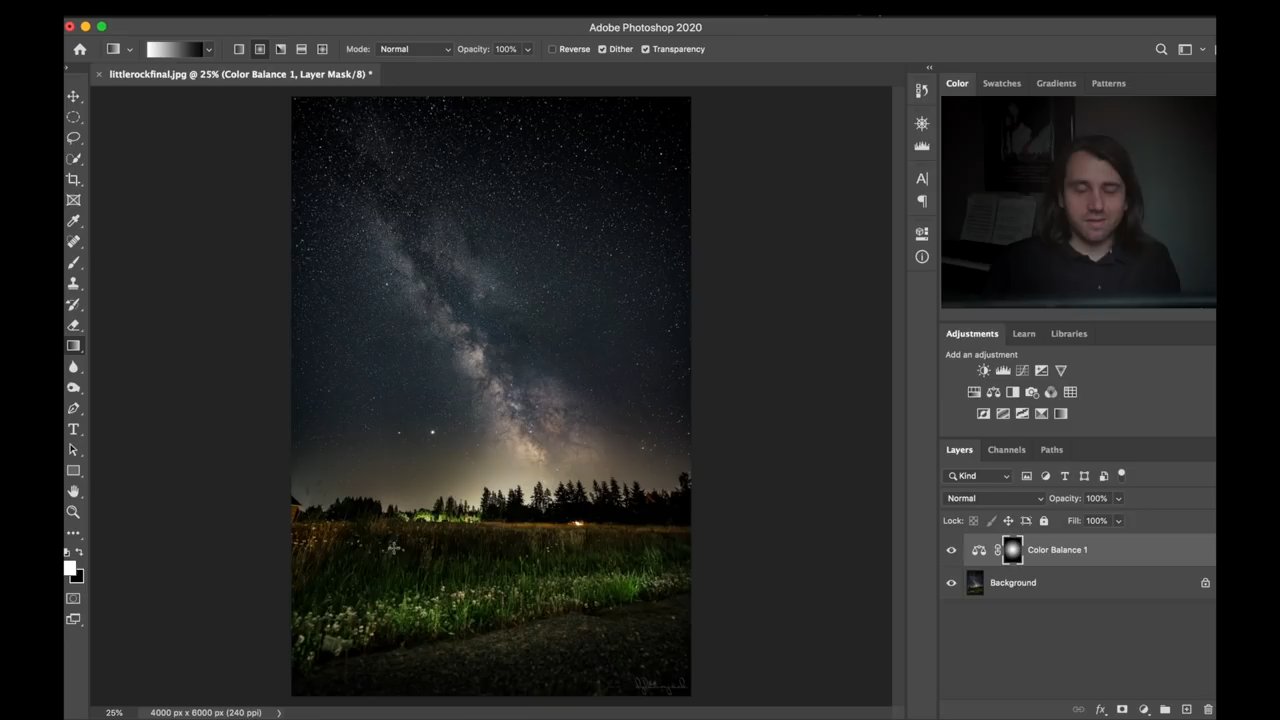 Adobe Photoshop 2020
Mode: Normal Opacity: 100% Reverse Dither Transparency
littlerockfinal.jpg @ 25% (Color Balance 1, Layer Mask/8) *
Color Swatches Gradients Patterns
Adjustments Learn Libraries
Add an adjustment
Layers Channels Paths
Kind
Normal Opacity: 100%
Lock: Fill: 100%
Color Balance 1
Background
25% 4000 px x 6000 px (240 ppi)